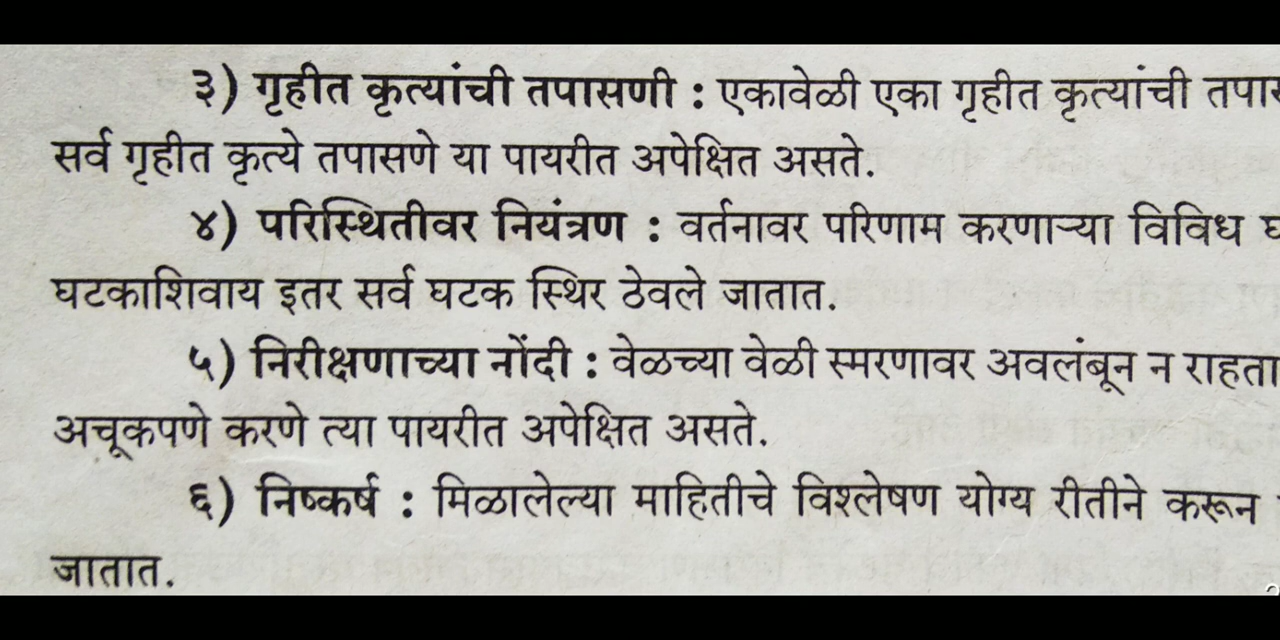 ३) गृहीत कृत्यांची तपासणी : एकावेळी एका गृहीत कृत्यांची
सर्व गृहीत कृत्ये तपासणे या पायरीत अपेक्षित असते.
४) परिस्थितीवर नियंत्रण : वर्तनावर परिणाम करणाऱ्या विविध
घटकाशिवाय इतर सर्व घटक स्थिर ठेवले जातात.
५) निरीक्षणाच्या नोंदी : वेळच्या वेळी स्मरणावर अवलंबून न राहता
अचूकपणे करणे त्या पायरीत अपेक्षित असते.
६) निष्कर्ष : मिळालेल्या माहितीचे विश्लेषण योग्य रीतीने करून
जातात.